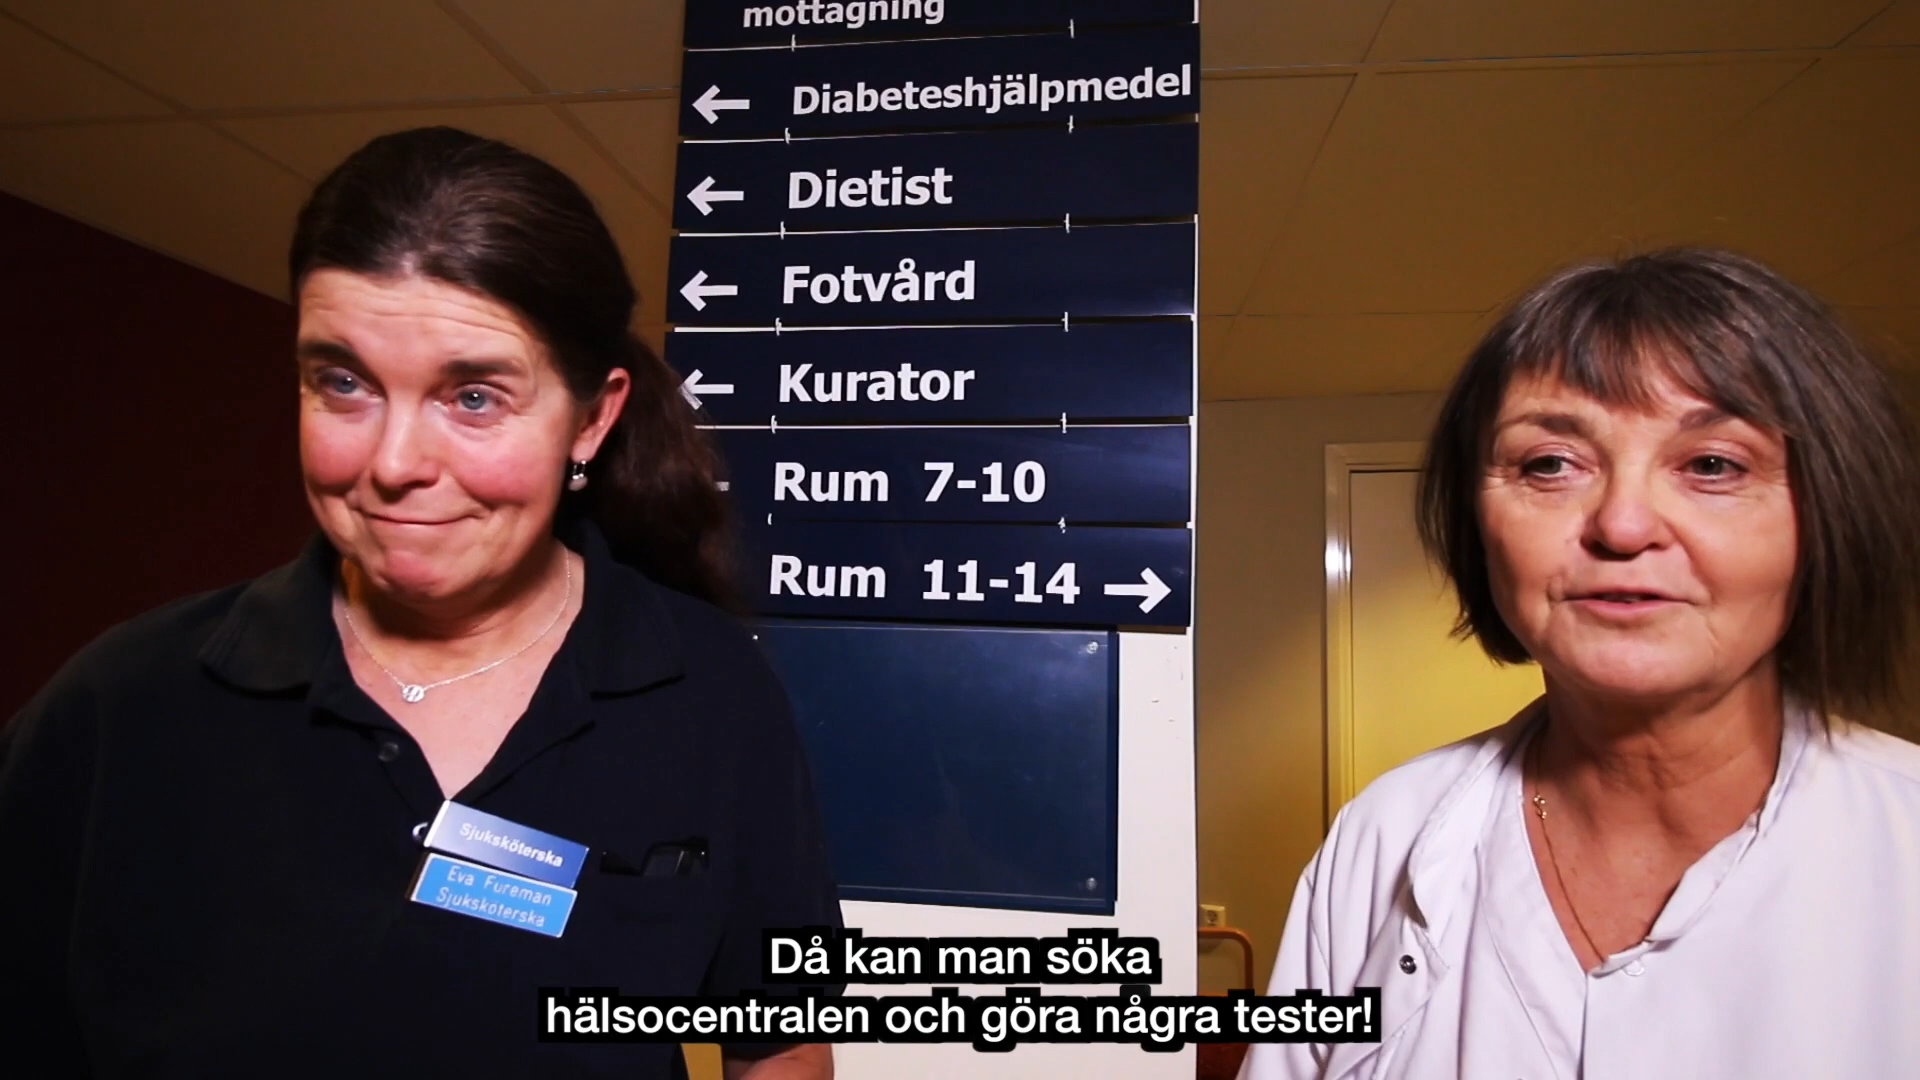 mottagning
← Diabeteshjälpmedel
← Dietist
← Fotvård
← Kurator
Rum 7-10
Rum 11-14 →
Sjuksköterska
Eva Fureman
Sjuksköterska
Då kan man söka
hälsocentralen och göra några tester!